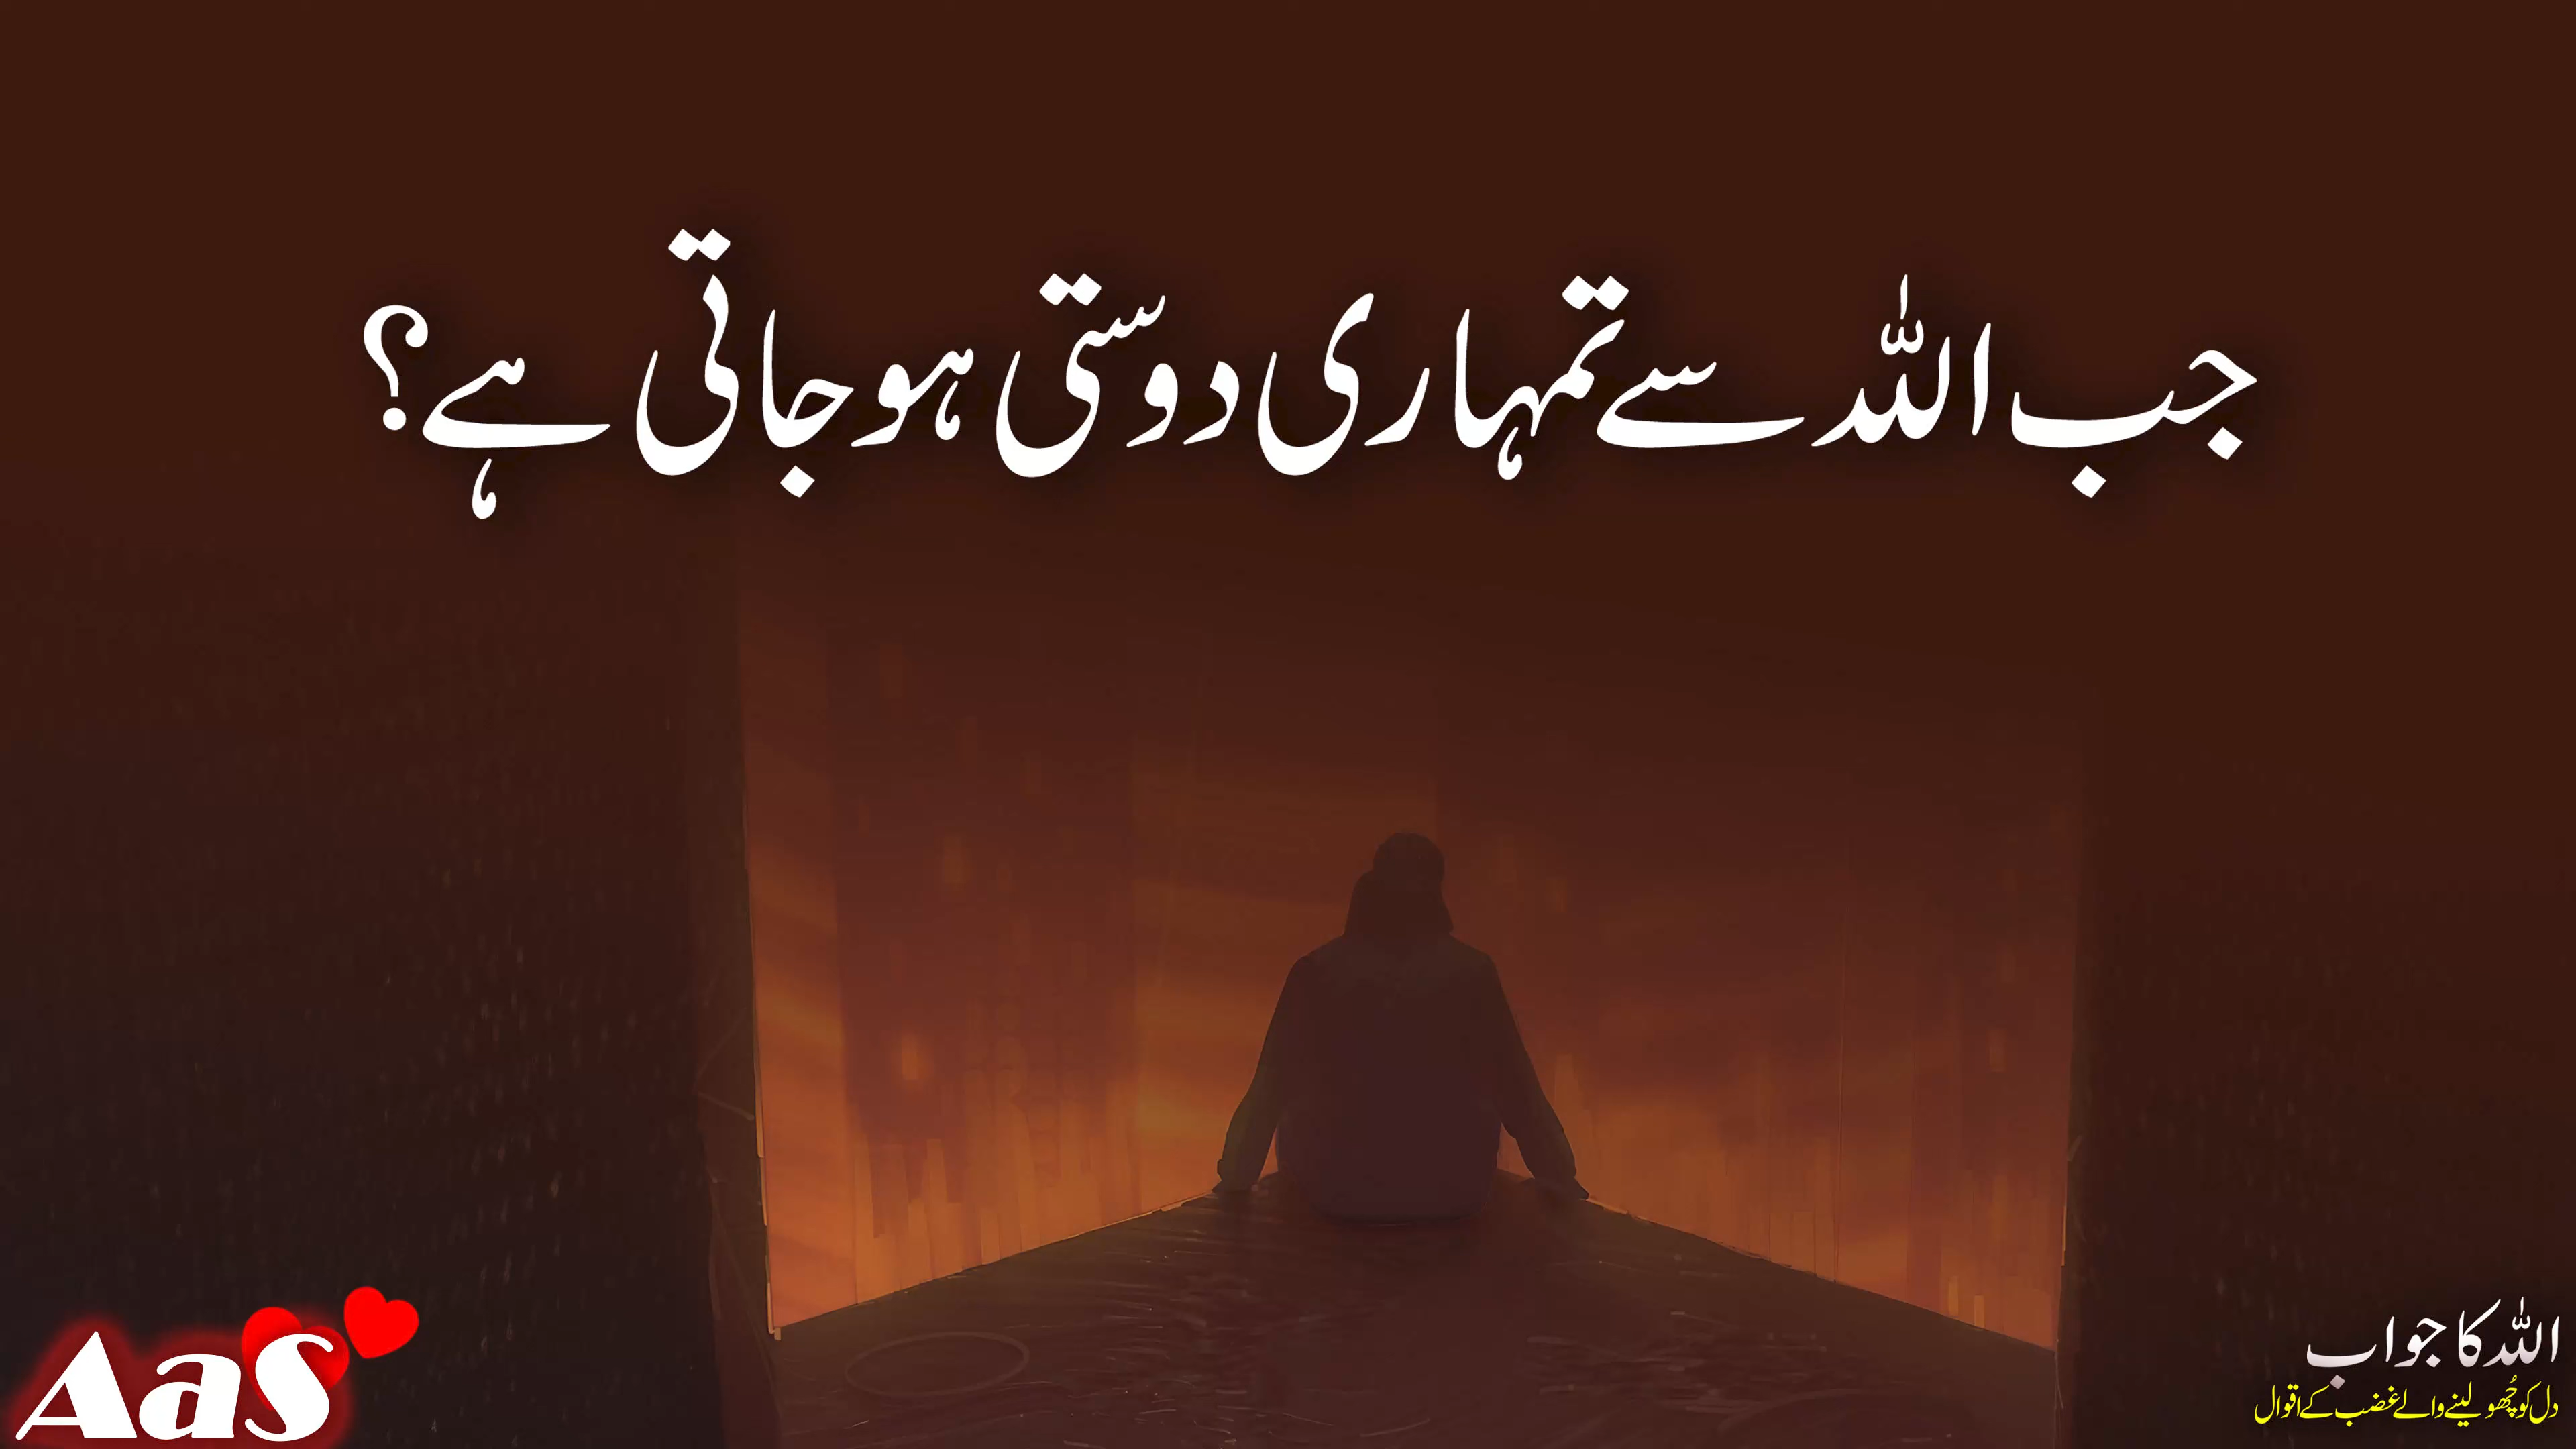 جب اللہ سے تمہاری دوستی ہو جاتی ہے؟
اللہ کا جواب
دل کو چُھو لینے والے غضب کے اقوال
AaS